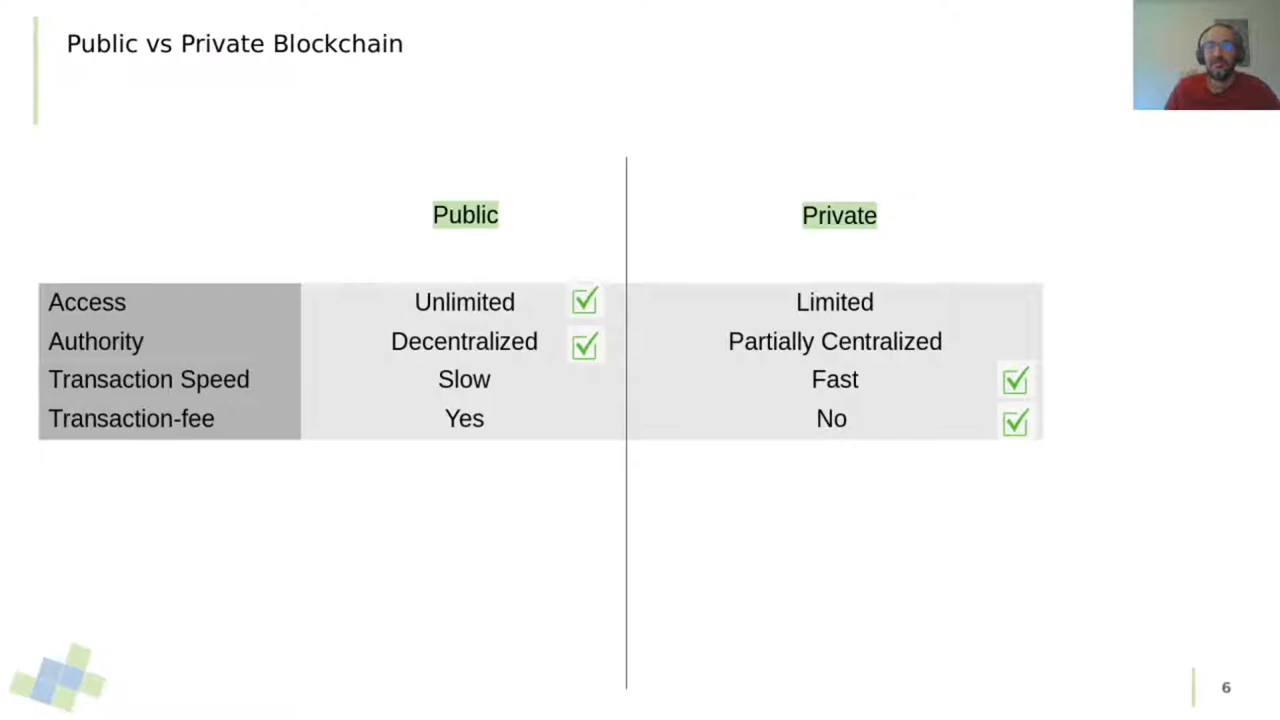 Public vs Private Blockchain
Public Private
Access Unlimited Limited
Authority Decentralized Partially Centralized
Transaction Speed Slow Fast
Transaction-fee Yes No
6